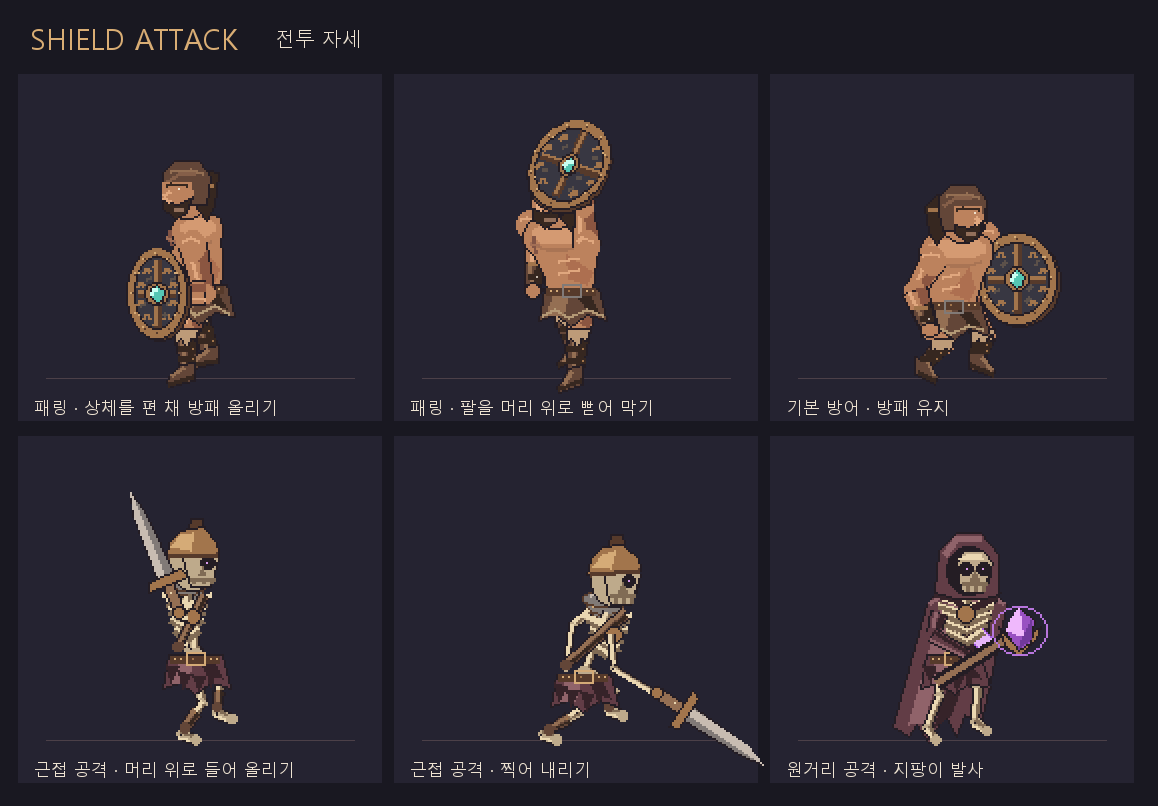 SHIELD ATTACK 전투 자세
패링 · 상체를 편 채 방패 올리기
패링 · 팔을 머리 위로 뻗어 막기
기본 방어 · 방패 유지
근접 공격 · 머리 위로 들어 올리기
근접 공격 · 찍어 내리기
원거리 공격 · 지팡이 발사